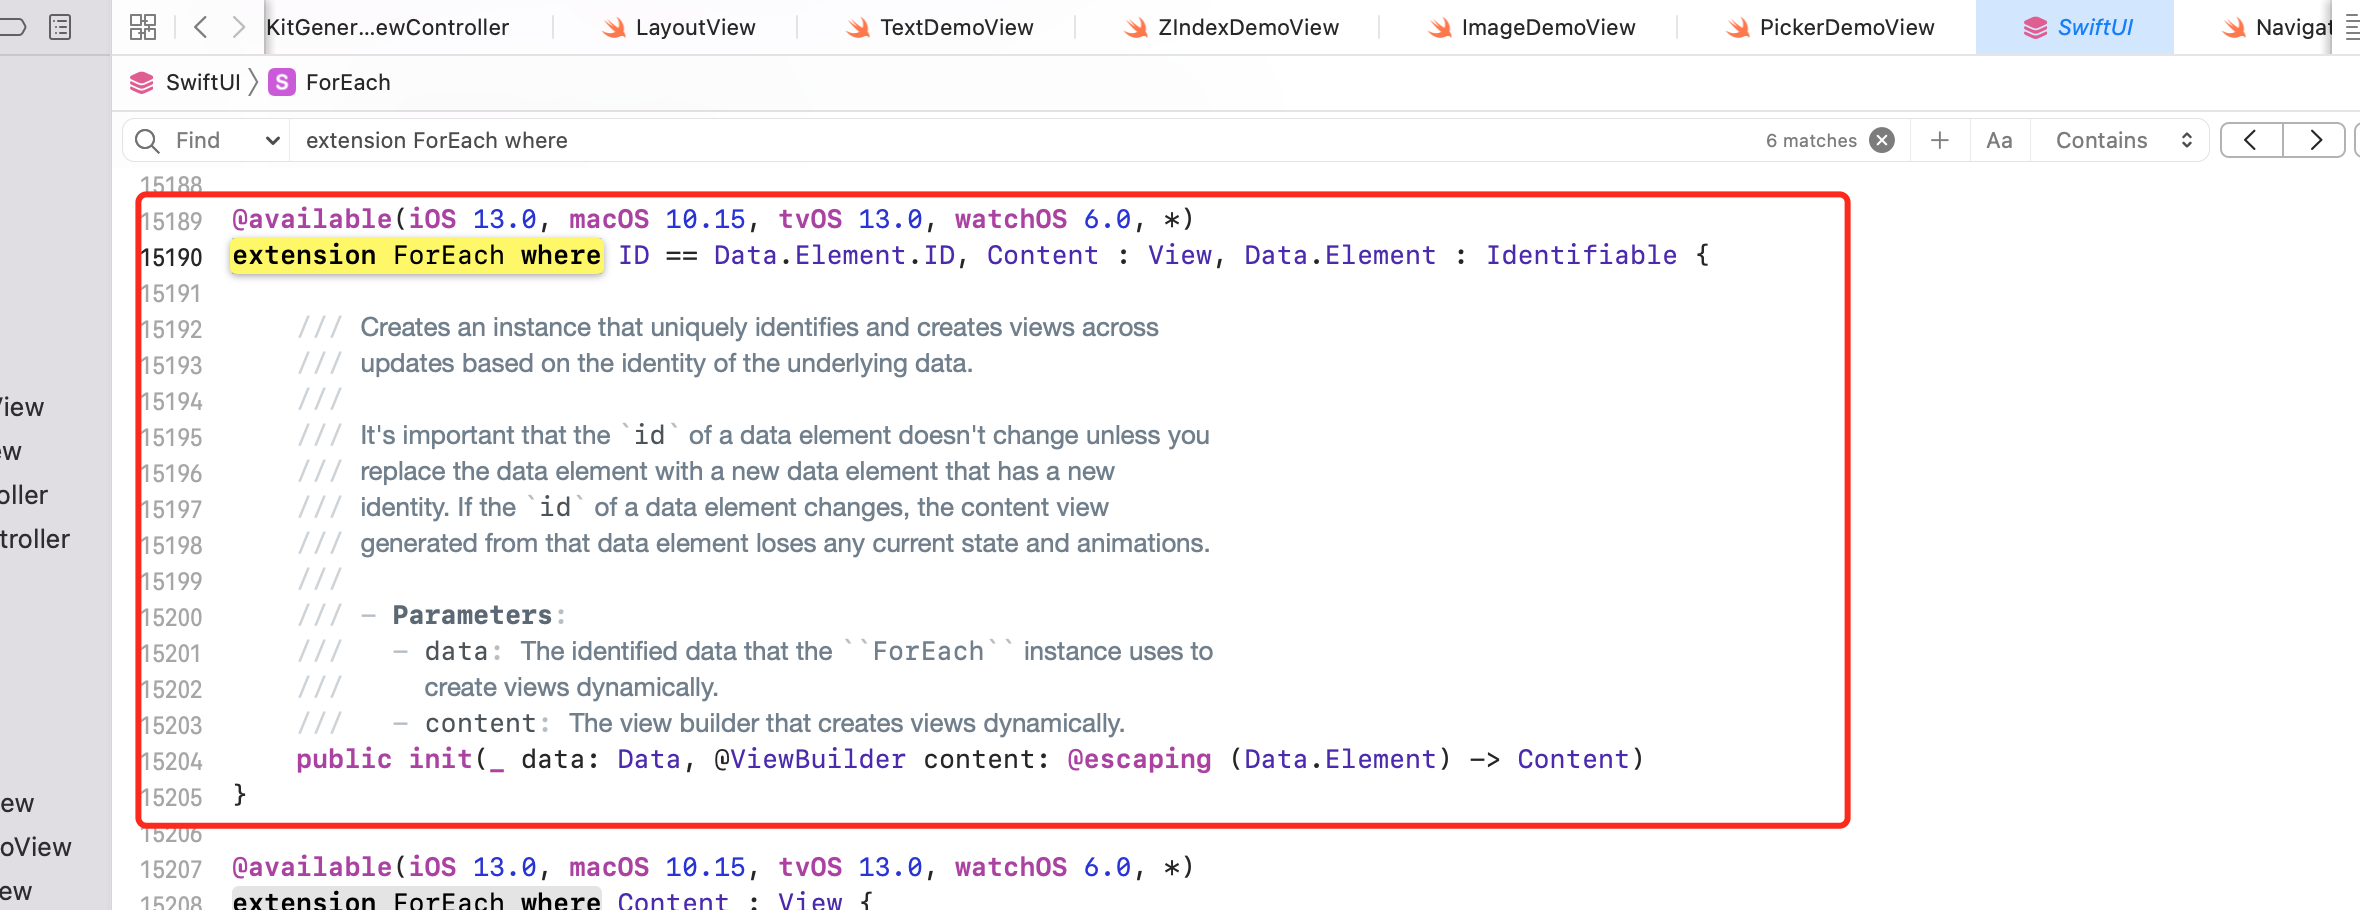 KitGener...ewController
LayoutView
TextDemoView
ZIndexDemoView
ImageDemoView
PickerDemoView
SwiftUI
Navigat
SwiftUI
S
ForEach
Find
extension ForEach where
6 matches
Aa
Contains
15188
15189 @available(iOS 13.0, macOS 10.15, tvOS 13.0, watchOS 6.0, *)
15190 extension ForEach where ID == Data.Element.ID, Content : View, Data.Element : Identifiable {
15191
15192 /// Creates an instance that uniquely identifies and creates views across
15193 /// updates based on the identity of the underlying data.
15194 ///
15195 /// It's important that the `id` of a data element doesn't change unless you
15196 /// replace the data element with a new data element that has a new
15197 /// identity. If the `id` of a data element changes, the content view
15198 /// generated from that data element loses any current state and animations.
15199 ///
15200 /// - Parameters:
15201 /// - data: The identified data that the ``ForEach`` instance uses to
15202 /// create views dynamically.
15203 /// - content: The view builder that creates views dynamically.
15204 public init(_ data: Data, @ViewBuilder content: @escaping (Data.Element) -> Content)
15205 }
15206
15207 @available(iOS 13.0, macOS 10.15, tvOS 13.0, watchOS 6.0, *)
15208 extension ForEach where Content : View {
View
ew
oller
troller
ew
oView
ew